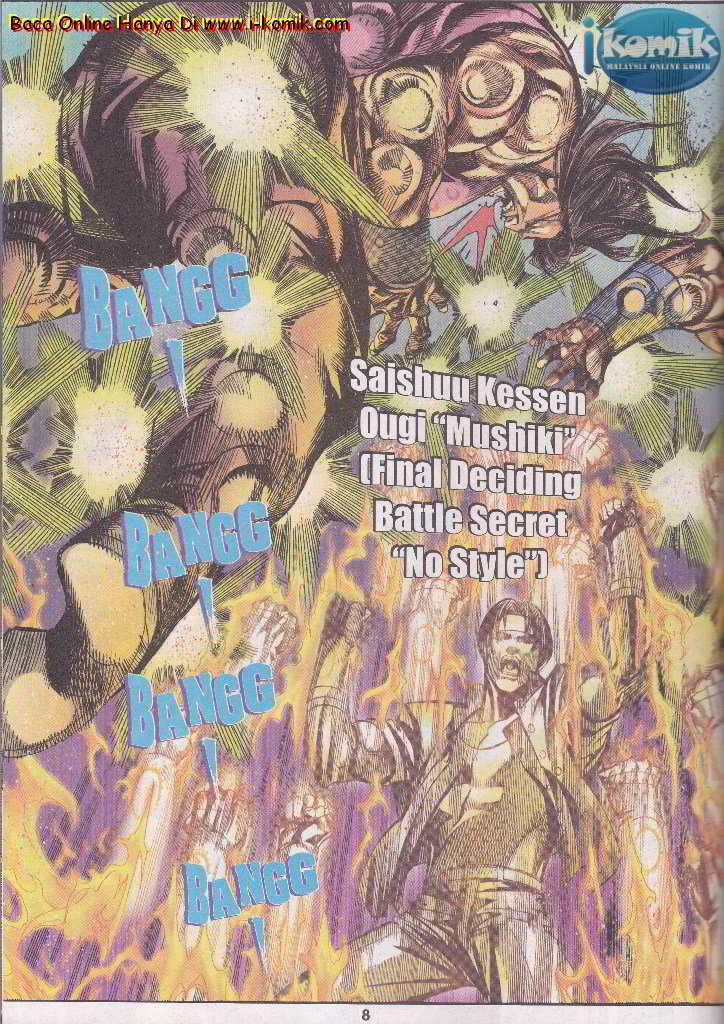 Baca Online Hanya Di www.i-komik.com
ikomik
MALAYSIA ONLINE KOMIK
BANGG
!
Saishuu Kessen
Ougi “Mushiki”
(Final Deciding
Battle Secret
“No Style”)
BANGG
!
BANGG
!
BANGG
!
8